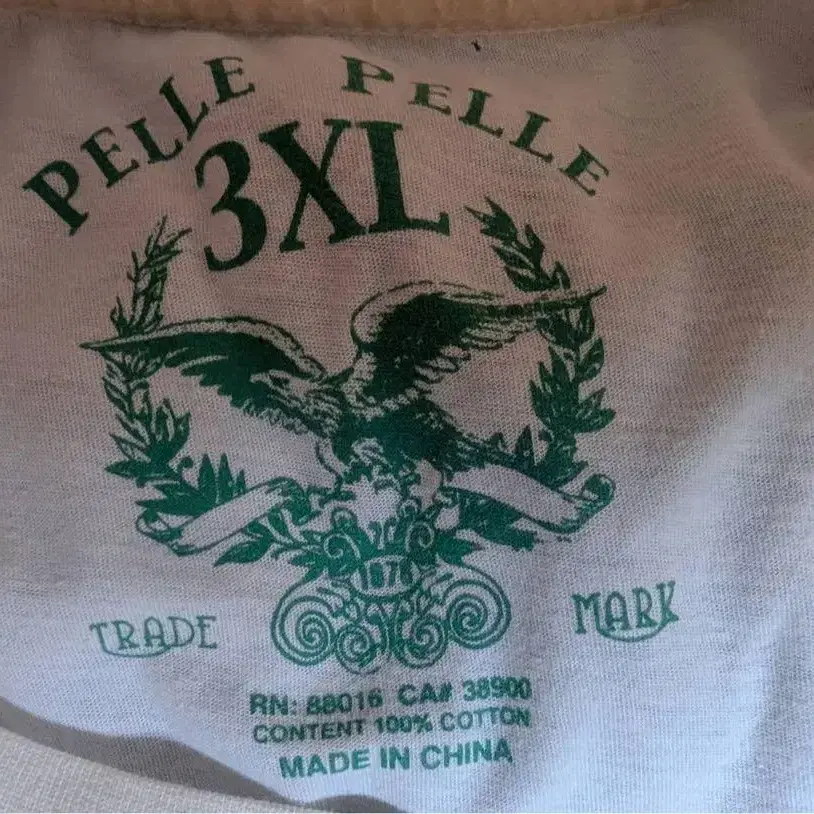 PELLE PELLE
3XL
1978
TRADE MARK
RN: 88016 CA# 38900
CONTENT 100% COTTON
MADE IN CHINA